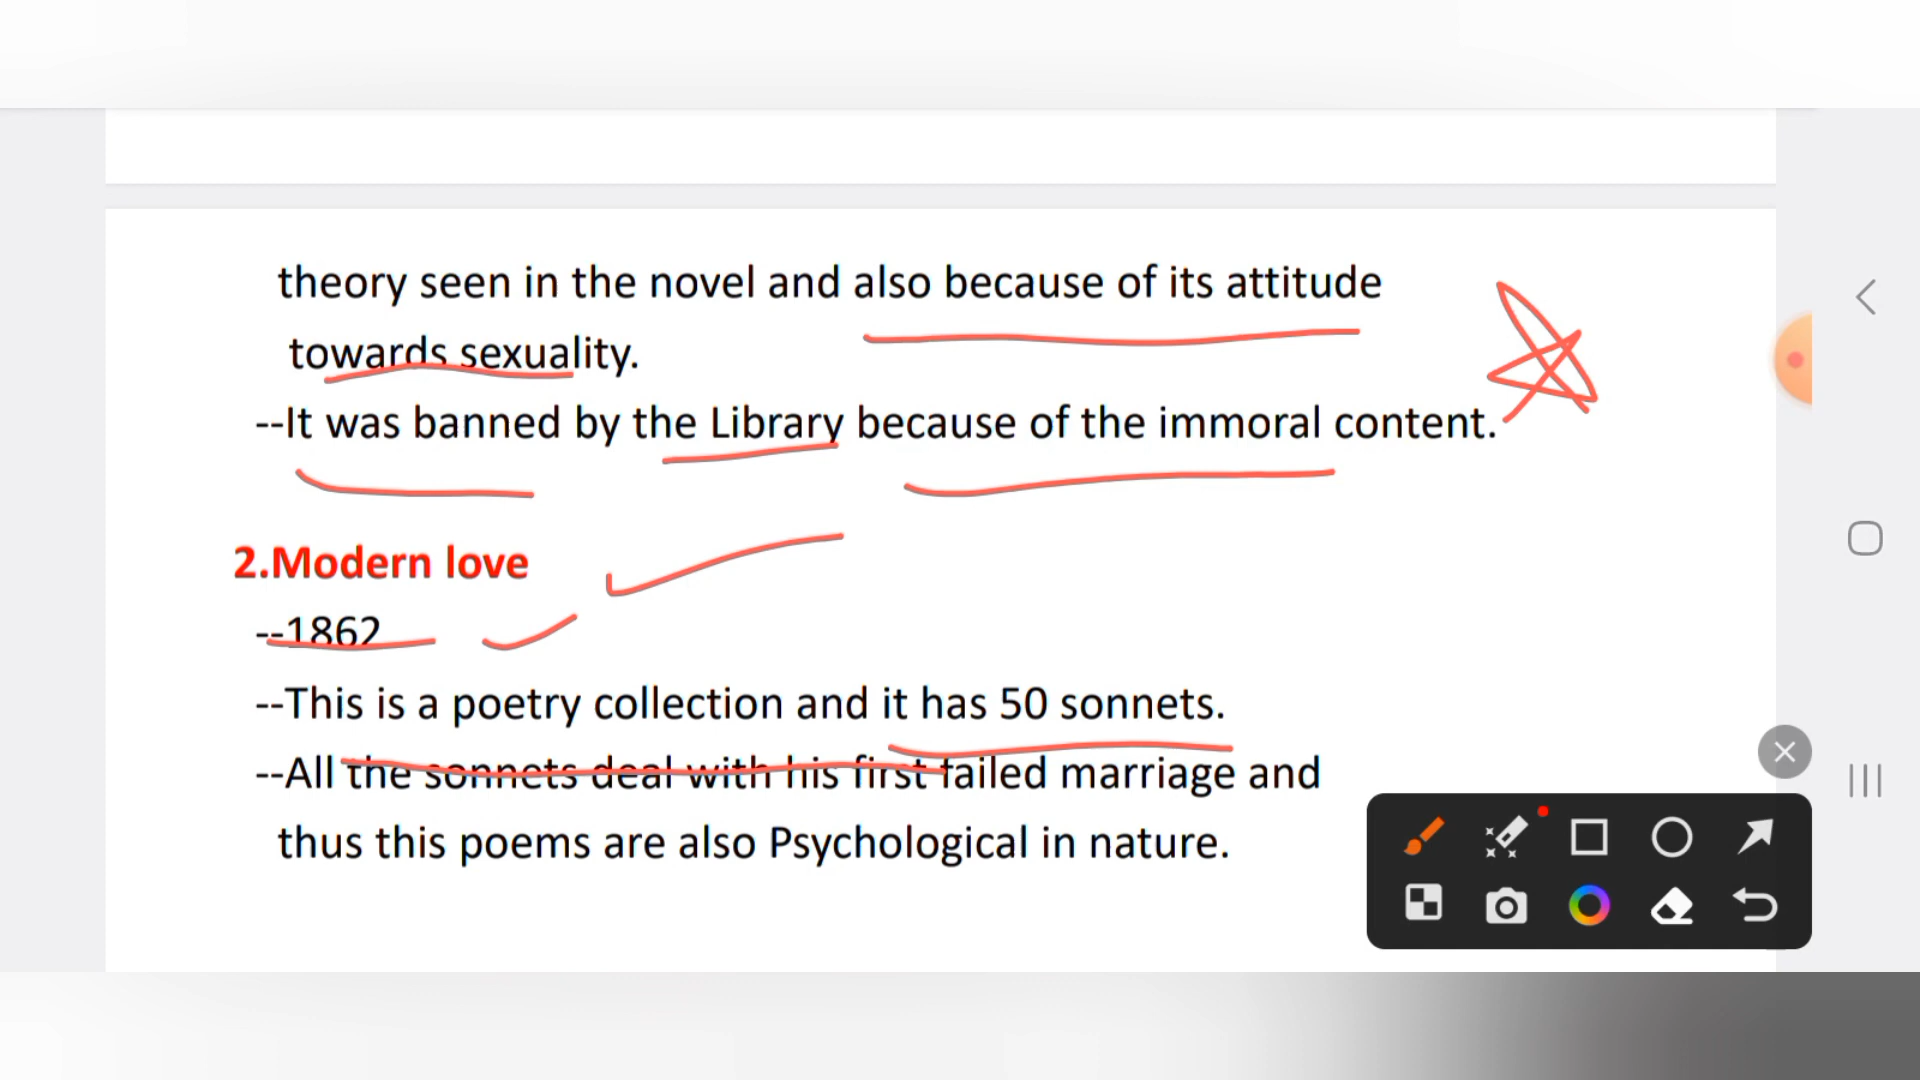 theory seen in the novel and also because of its attitude
towards sexuality.
--It was banned by the Library because of the immoral content.
2.Modern love
--1862
--This is a poetry collection and it has 50 sonnets.
--All the sonnets deal with his first failed marriage and
thus this poems are also Psychological in nature.